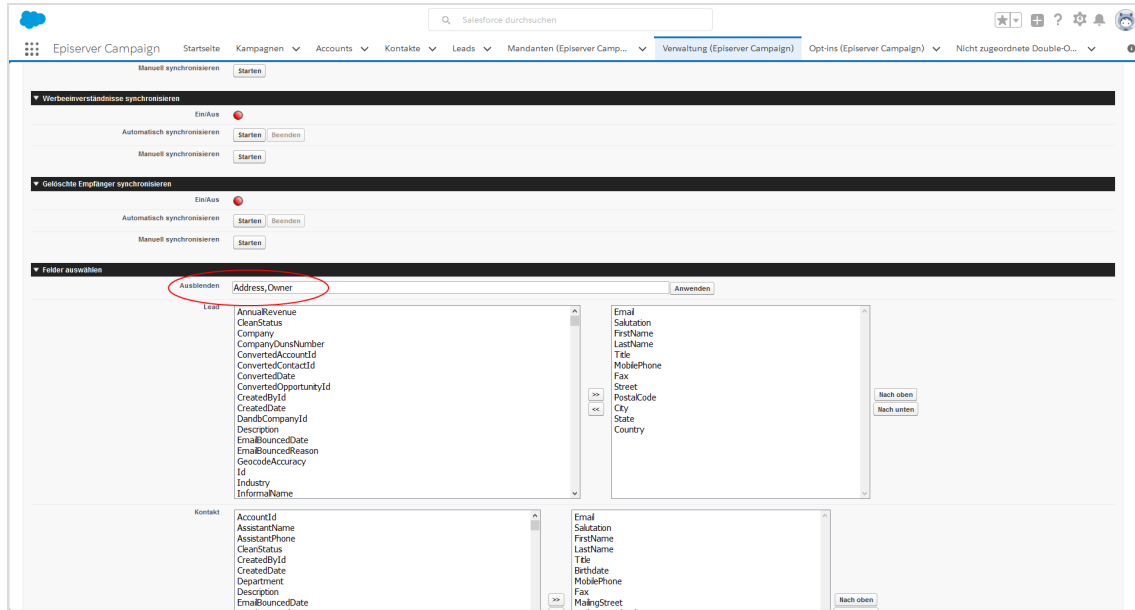 Salesforce durchsuchen
Episerver Campaign Startseite Kampagnen Accounts Kontakte Leads Mandanten (Episerver Camp... Verwaltung (Episerver Campaign) Opt-ins (Episerver Campaign) Nicht zugeordnete Double-O...
Manuell synchronisieren Starten
Werbeeinverständnisse synchronisieren
Ein/Aus
Automatisch synchronisieren Starten Beenden
Manuell synchronisieren Starten
Gelöschte Empfänger synchronisieren
Ein/Aus
Automatisch synchronisieren Starten Beenden
Manuell synchronisieren Starten
Felder auswählen
Ausblenden Address,Owner Anwenden
Lead
AnnualRevenue
CleanStatus
Company
CompanyDunsNumber
ConvertedAccountId
ConvertedContactId
ConvertedDate
ConvertedOpportunityId
CreatedById
CreatedDate
DandbCompanyId
Description
EmailBouncedDate
EmailBouncedReason
GeocodeAccuracy
Id
Industry
InformalName
>>
<<
Email
Salutation
FirstName
LastName
Title
MobilePhone
Fax
Street
PostalCode
City
State
Country
Nach oben
Nach unten
Kontakt
AccountId
AssistantName
AssistantPhone
CleanStatus
CreatedById
CreatedDate
Department
Description
EmailBouncedDate
>>
Email
Salutation
FirstName
LastName
Title
Birthdate
MobilePhone
Fax
MailingStreet
Nach oben